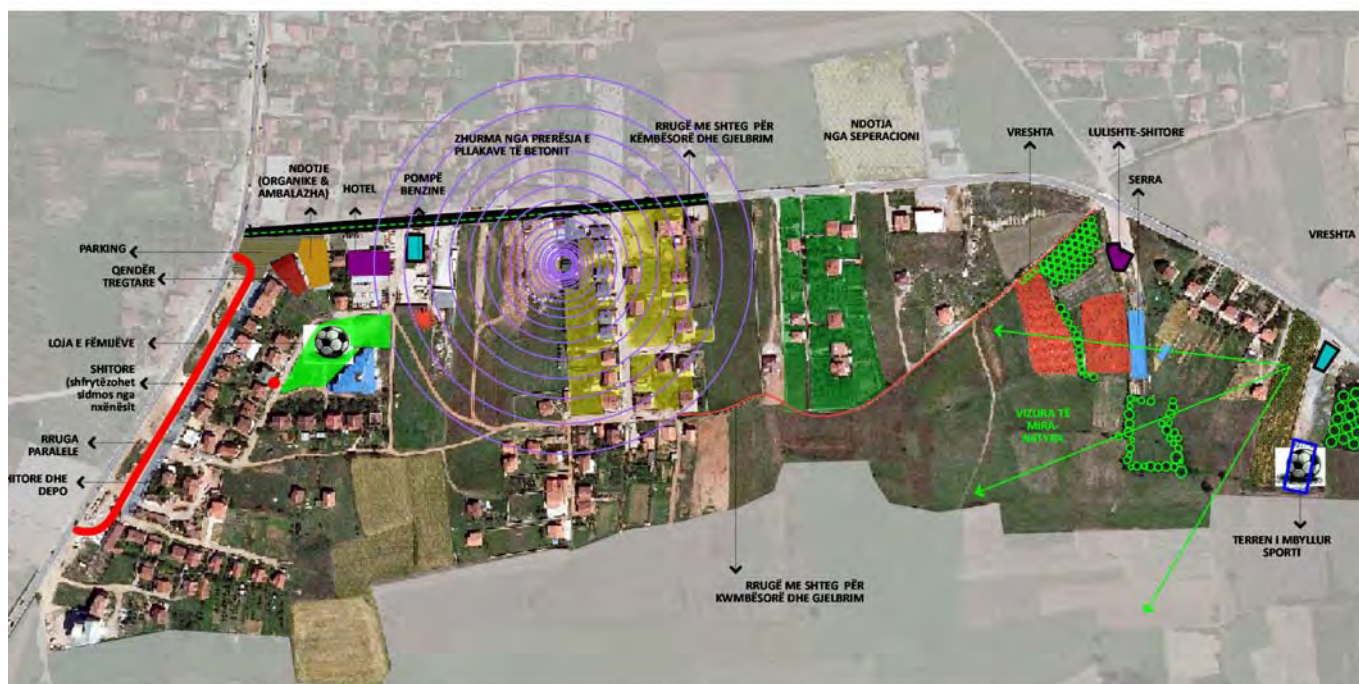 NDOTJE
(ORGANIKE &
AMBALAZHA)
HOTEL
POMPË
BENZINE
ZHURMA NGA PRERËSJA E
PLLAKAVE TË BETONIT
RRUGË ME SHTEG PËR
KËMBËSORË DHE GJELBRIM
NDOTJA
NGA SEPERACIONI
VRESHTA
LULISHTE-SHITORE
SERRA
VRESHTA
PARKING
QENDËR
TREGTARE
LOJA E FËMIJËVE
SHITORE
(shfrytëzohet
sidmos nga
nxënësit
RRUGA
PARALELE
HITORE DHE
DEPO
VIZURA TË
MIRA-
NATYRA
TERREN I MBYLLUR
SPORTI
RRUGË ME SHTEG PËR
KWMBËSORË DHE GJELBRIM